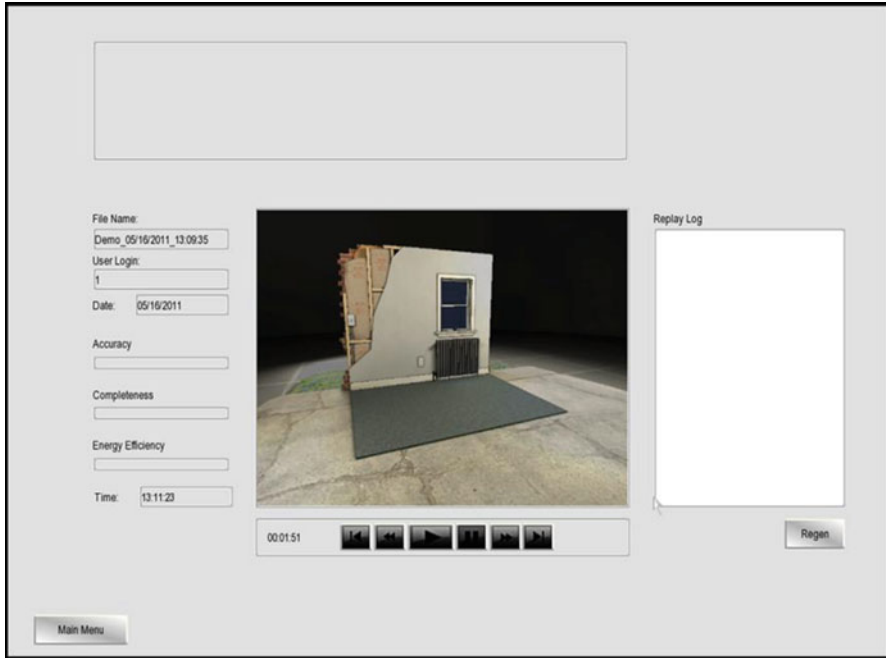 File Name:
Demo_05/16/2011_13:09:35
User Login:
1
Date: 05/16/2011
Accuracy
Completeness
Energy Efficiency
Time: 13:11:23
00:01:51
Replay Log
Regen
Main Menu